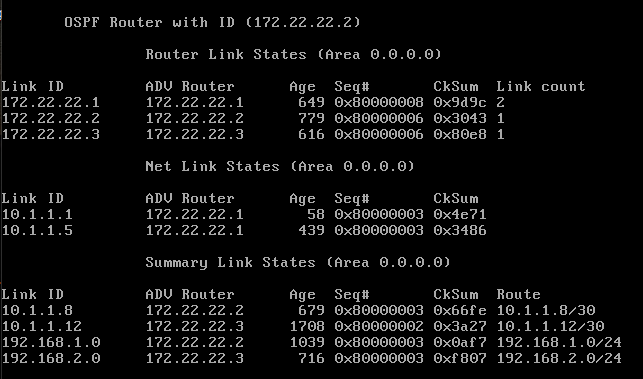 OSPF Router with ID (172.22.22.2)
Router Link States (Area 0.0.0.0)
Link ID ADV Router Age Seq# CkSum Link count
172.22.22.1 172.22.22.1 649 0x80000008 0x9d9c 2
172.22.22.2 172.22.22.2 779 0x80000006 0x3043 1
172.22.22.3 172.22.22.3 616 0x80000006 0x80e8 1
Net Link States (Area 0.0.0.0)
Link ID ADV Router Age Seq# CkSum
10.1.1.1 172.22.22.1 58 0x80000003 0x4e71
10.1.1.5 172.22.22.1 439 0x80000003 0x3486
Summary Link States (Area 0.0.0.0)
Link ID ADV Router Age Seq# CkSum Route
10.1.1.8 172.22.22.2 679 0x80000003 0x66fe 10.1.1.8/30
10.1.1.12 172.22.22.3 1708 0x80000002 0x3a27 10.1.1.12/30
192.168.1.0 172.22.22.2 1039 0x80000003 0x0af7 192.168.1.0/24
192.168.2.0 172.22.22.3 716 0x80000003 0xf807 192.168.2.0/24